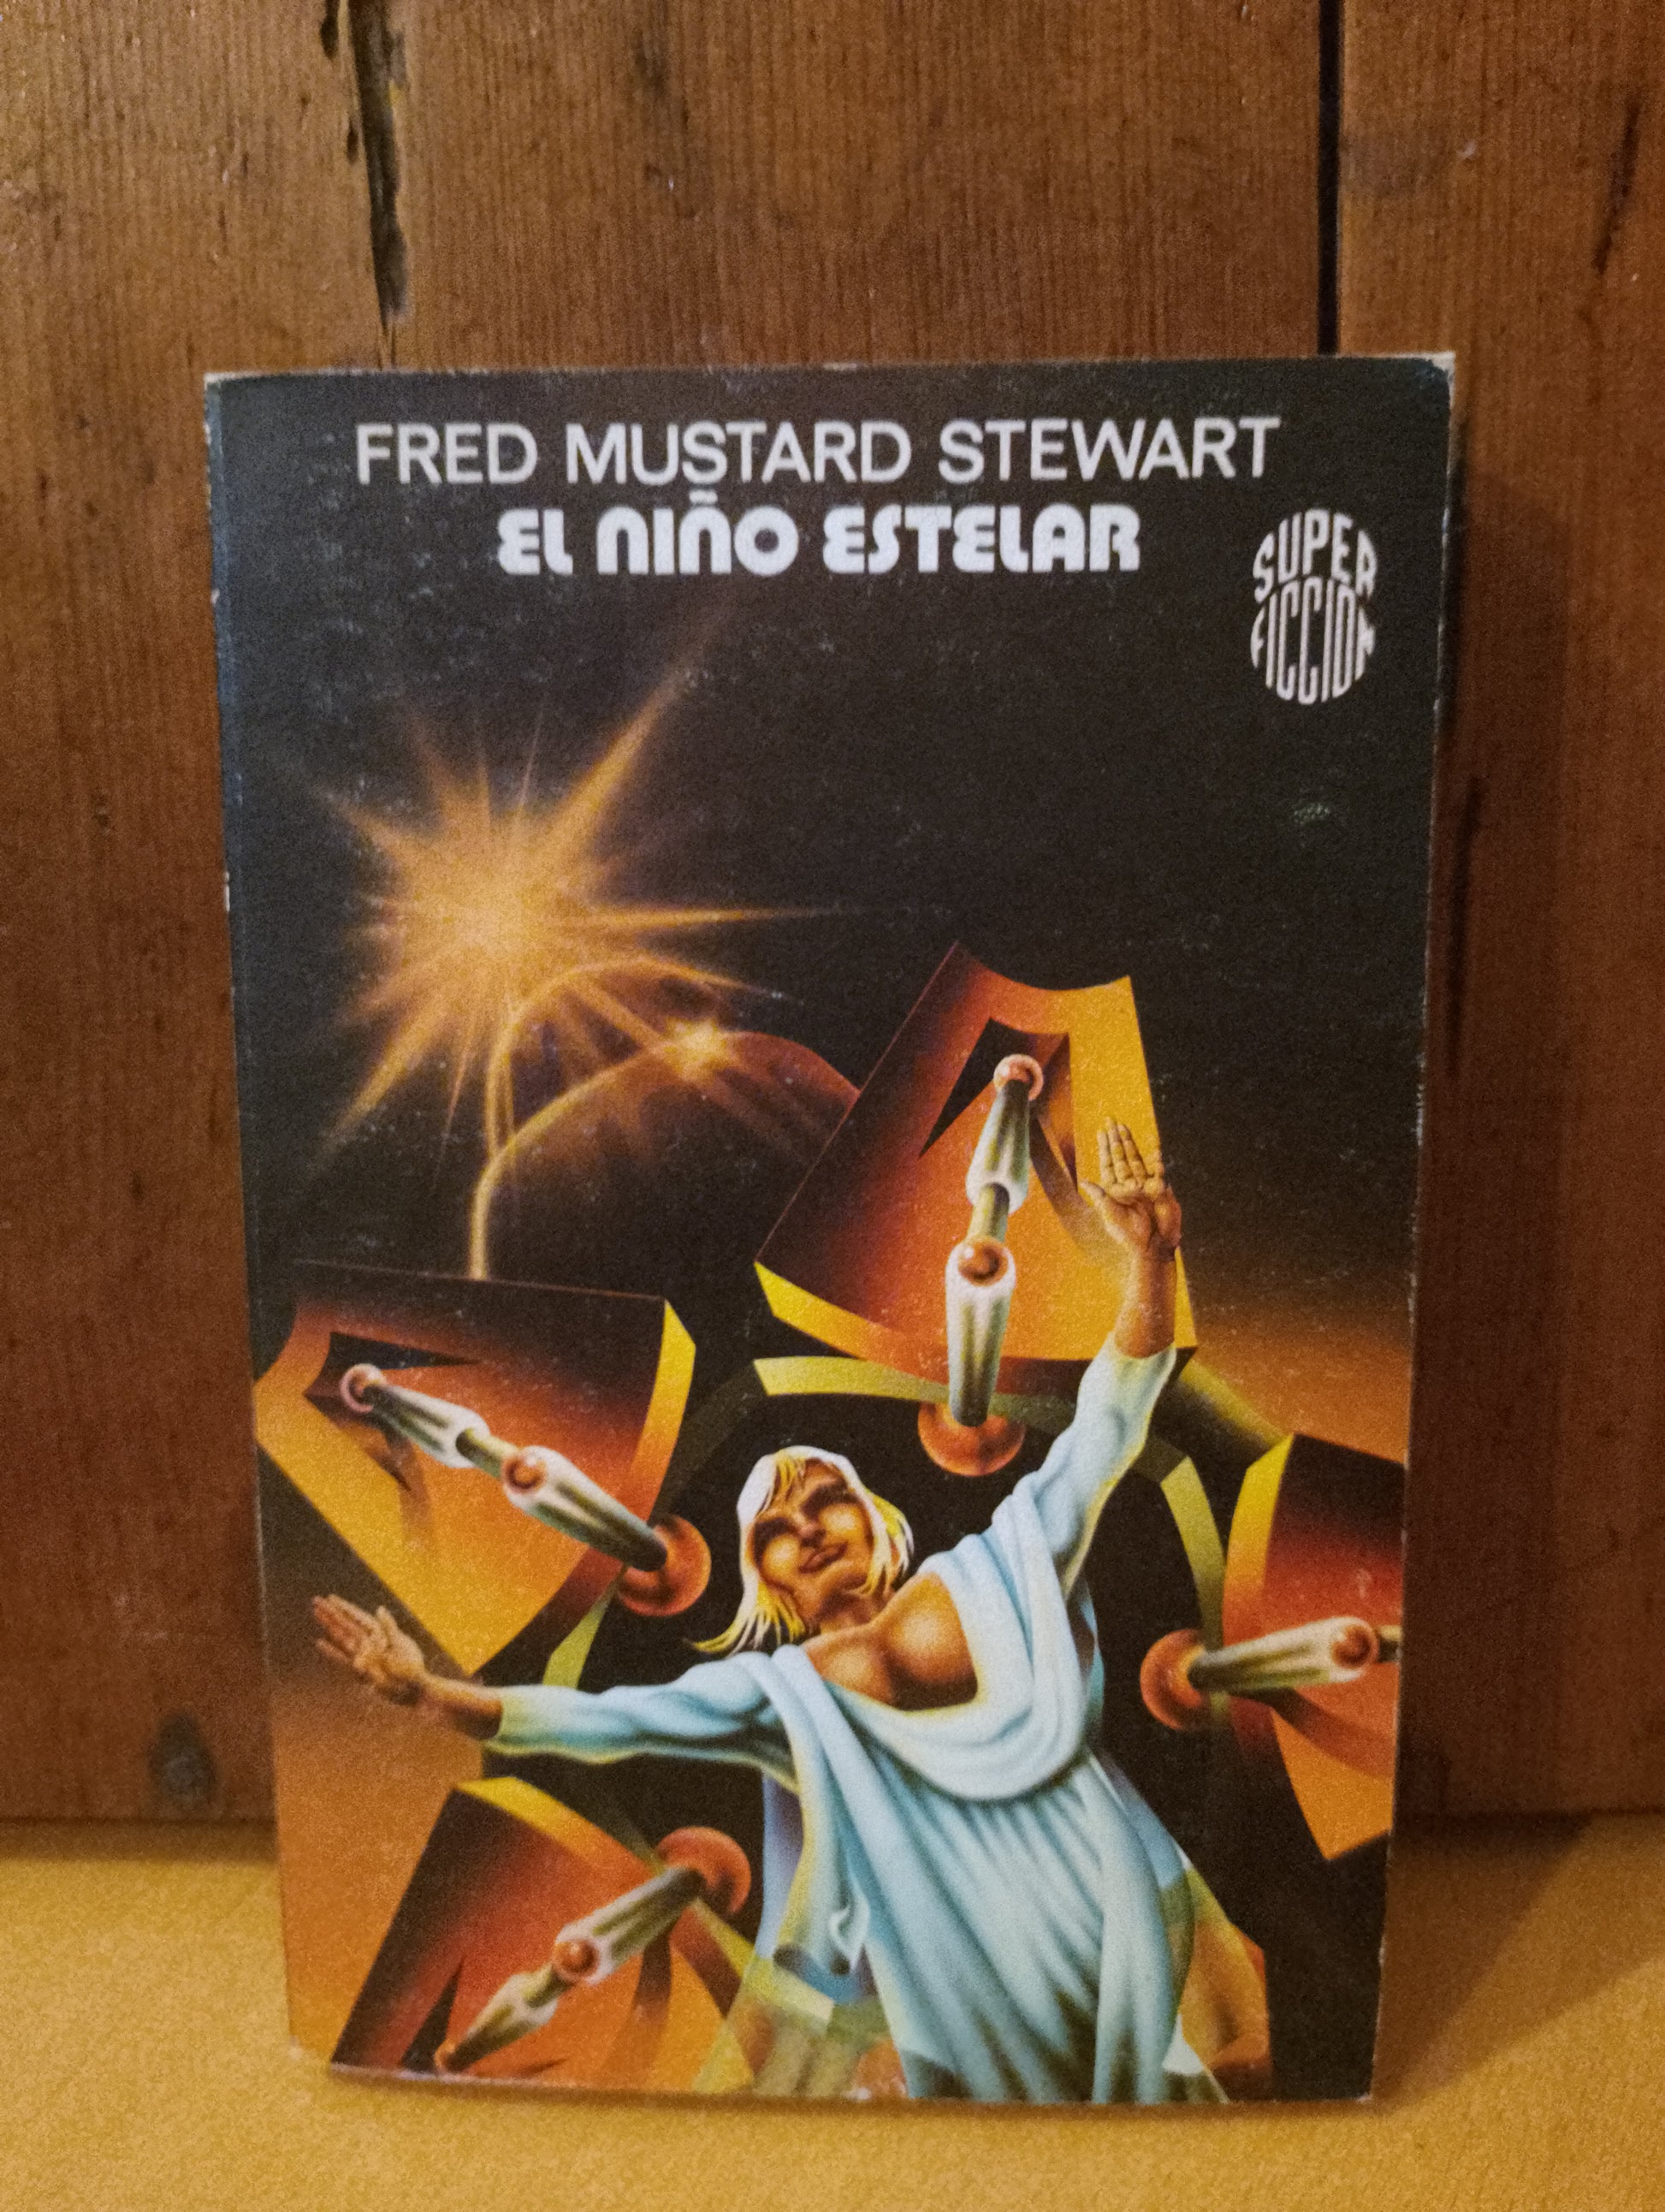 FRED MUSTARD STEWART
EL NIÑO ESTELAR
SUPER
FICCION